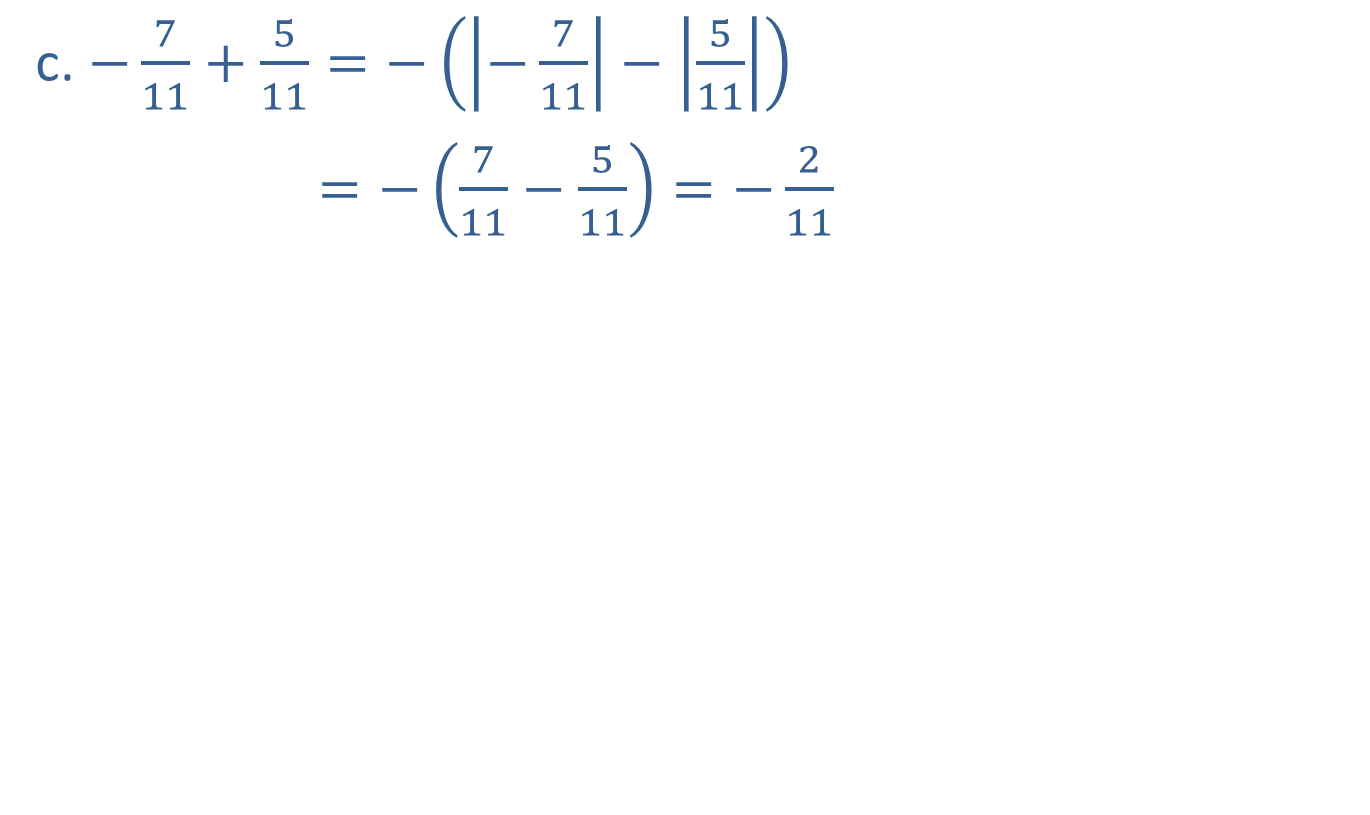 c. −7/11 + 5/11 = −(|−7/11| − |5/11|)
= −(7/11 − 5/11) = −2/11